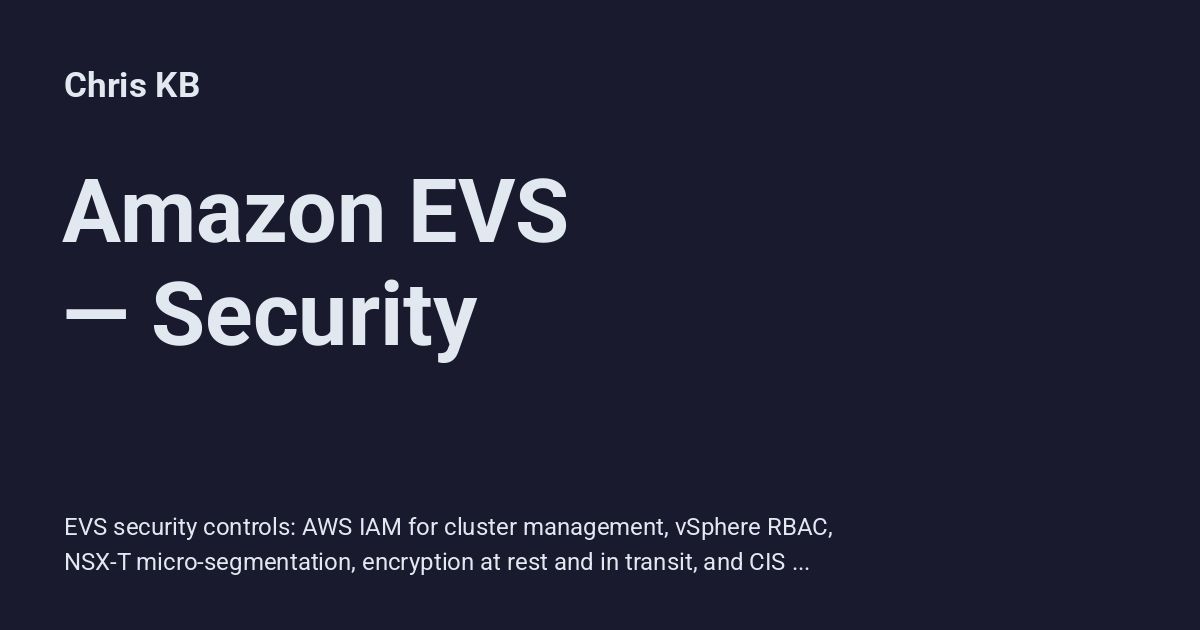 Chris KB
Amazon EVS
— Security
EVS security controls: AWS IAM for cluster management, vSphere RBAC,
NSX-T micro-segmentation, encryption at rest and in transit, and CIS ...